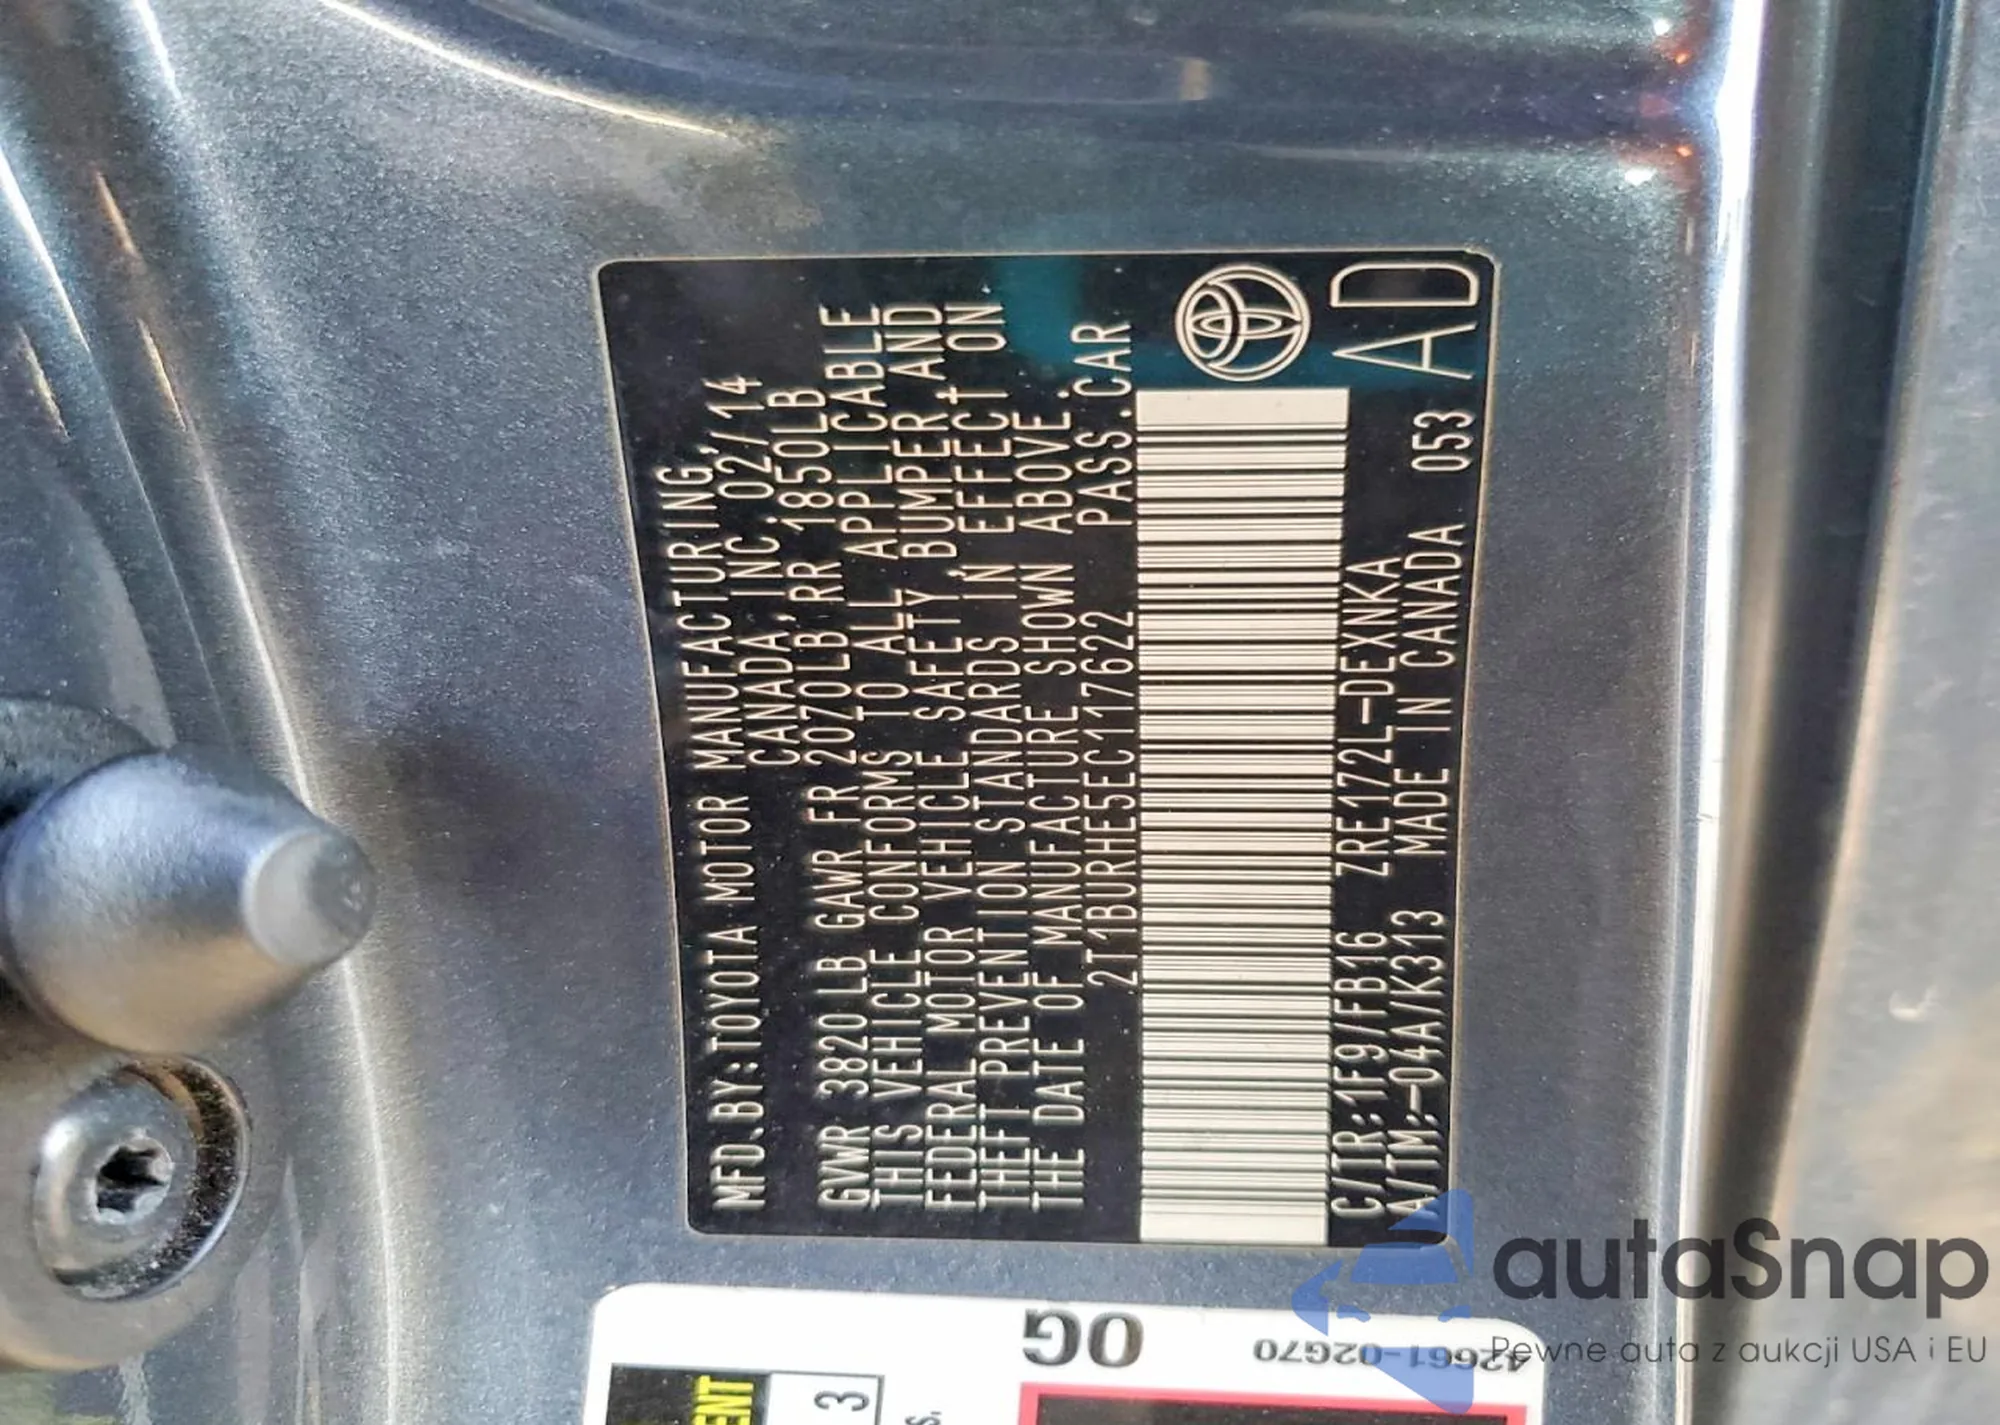 MFD.BY:TOYOTA MOTOR MANUFACTURING,
CANADA, INC. 02/14
GVWR 3820 LB GAWR FR 2070LB RR 1850LB
THIS VEHICLE CONFORMS TO ALL APPLICABLE
FEDERAL MOTOR VEHICLE SAFETY, BUMPER AND
THEFT PREVENTION STANDARDS IN EFFECT ON
THE DATE OF MANUFACTURE SHOWN ABOVE.
2T1BURHE5EC117622 PASS.CAR
C/TR:1F9/FB16 ZRE172L-DEXNKA
A/TM:-04A/K313 MADE IN CANADA 053
AD
0G
42661-02G70
3
autaSnap
Pewne auta z aukcji USA i EU